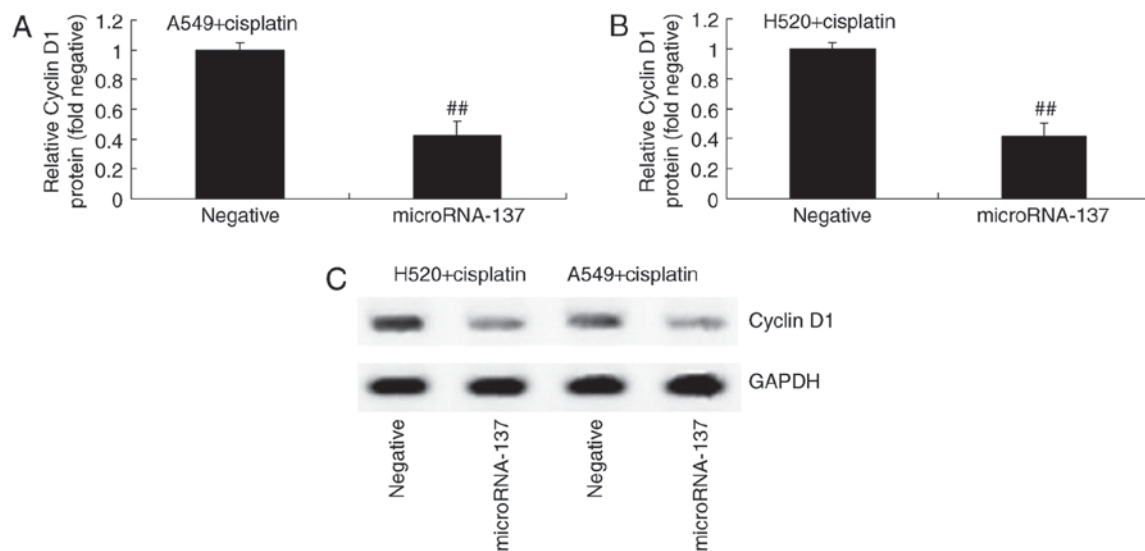 A
A549+cisplatin
Relative Cyclin D1
protein (fold negative)
1.2
1
0.8
0.6
0.4
0.2
0
##
Negative
microRNA-137
B
H520+cisplatin
Relative Cyclin D1
protein (fold negative)
1.2
1
0.8
0.6
0.4
0.2
0
##
Negative
microRNA-137
C
H520+cisplatin
A549+cisplatin
Cyclin D1
GAPDH
Negative
microRNA-137
Negative
microRNA-137